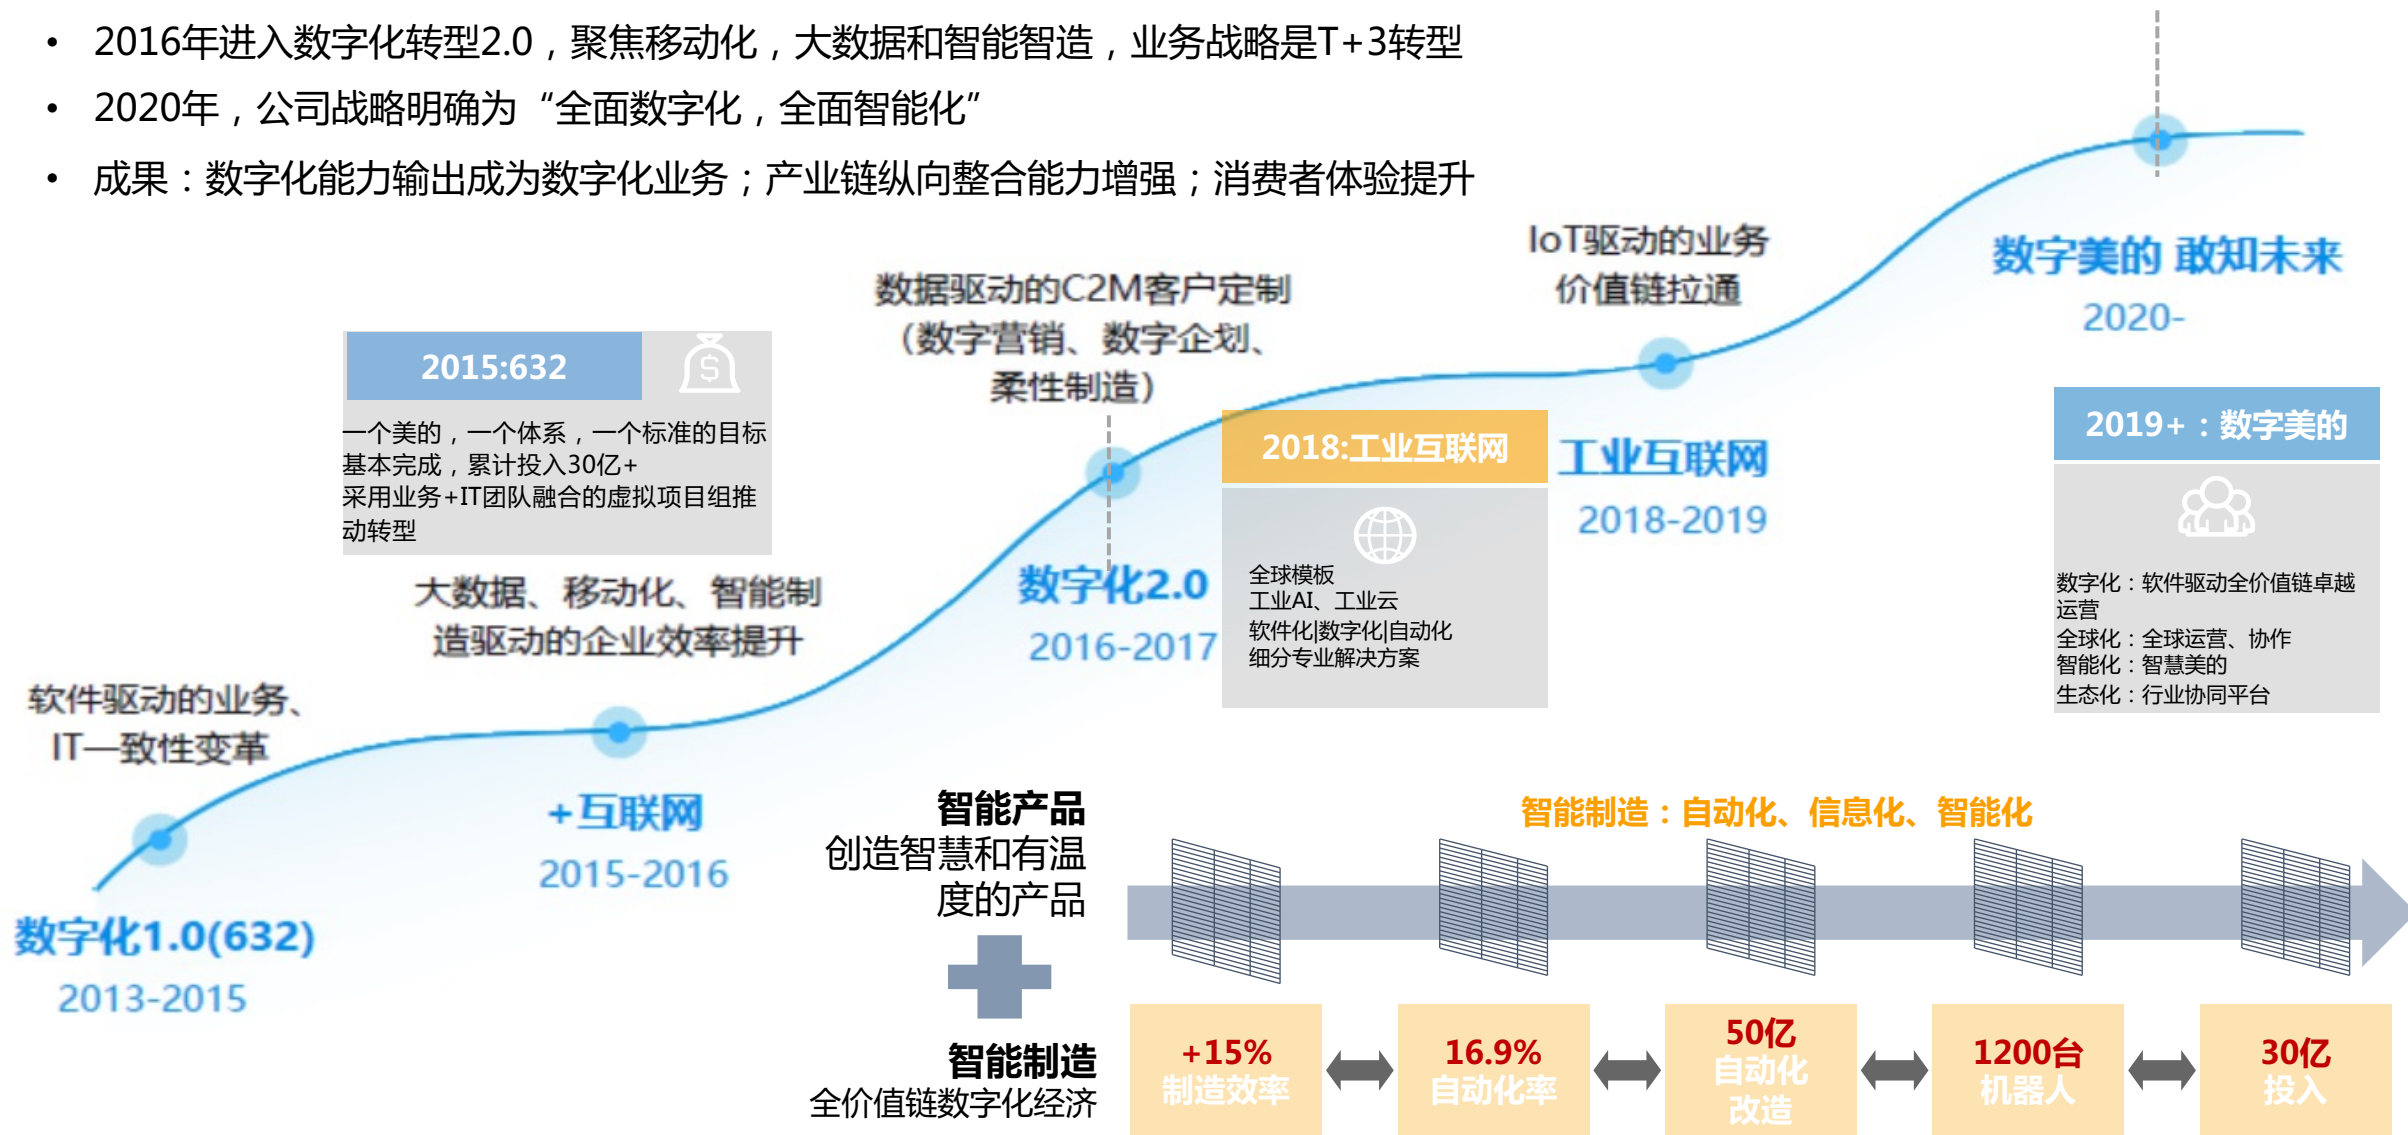 • 2016年进入数字化转型2.0，聚焦移动化，大数据和智能智造，业务战略是T+3转型
• 2020年，公司战略明确为“全面数字化，全面智能化”
• 成果：数字化能力输出成为数字化业务；产业链纵向整合能力增强；消费者体验提升
IoT驱动的业务
价值链拉通
数字美的 敢知未来
2020-
数据驱动的C2M客户定制
（数字营销、数字企划、
柔性制造）
2015:632
一个美的，一个体系，一个标准的目标
基本完成，累计投入30亿+
采用业务+IT团队融合的虚拟项目组推
动转型
2018:工业互联网
全球模板
工业AI、工业云
软件化|数字化|自动化
细分专业解决方案
工业互联网
2018-2019
2019+：数字美的
数字化：软件驱动全价值链卓越
运营
全球化：全球运营、协作
智能化：智慧美的
生态化：行业协同平台
大数据、移动化、智能制
造驱动的企业效率提升
数字化2.0
2016-2017
软件驱动的业务、
IT一致性变革
+互联网
2015-2016
数字化1.0(632)
2013-2015
智能产品
创造智慧和有温
度的产品
智能制造
全价值链数字化经济
智能制造：自动化、信息化、智能化
+15%
制造效率
16.9%
自动化率
50亿
自动化
改造
1200台
机器人
30亿
投入